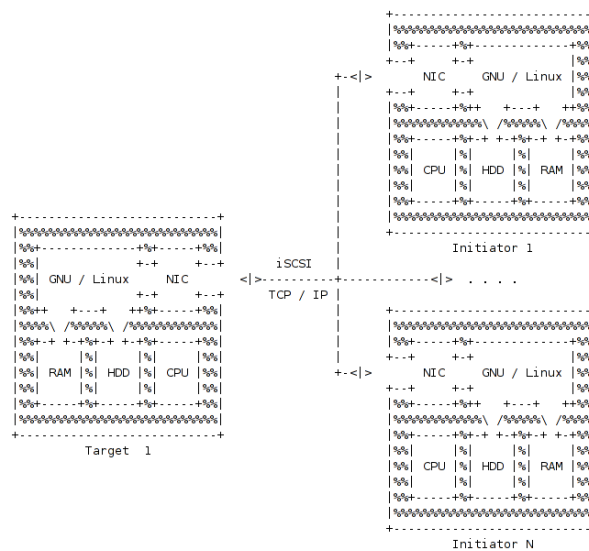 NIC GNU / Linux
CPU HDD RAM
Initiator 1
iSCSI
GNU / Linux NIC
. . . .
TCP / IP
RAM HDD CPU
Target 1
NIC GNU / Linux
CPU HDD RAM
Initiator N